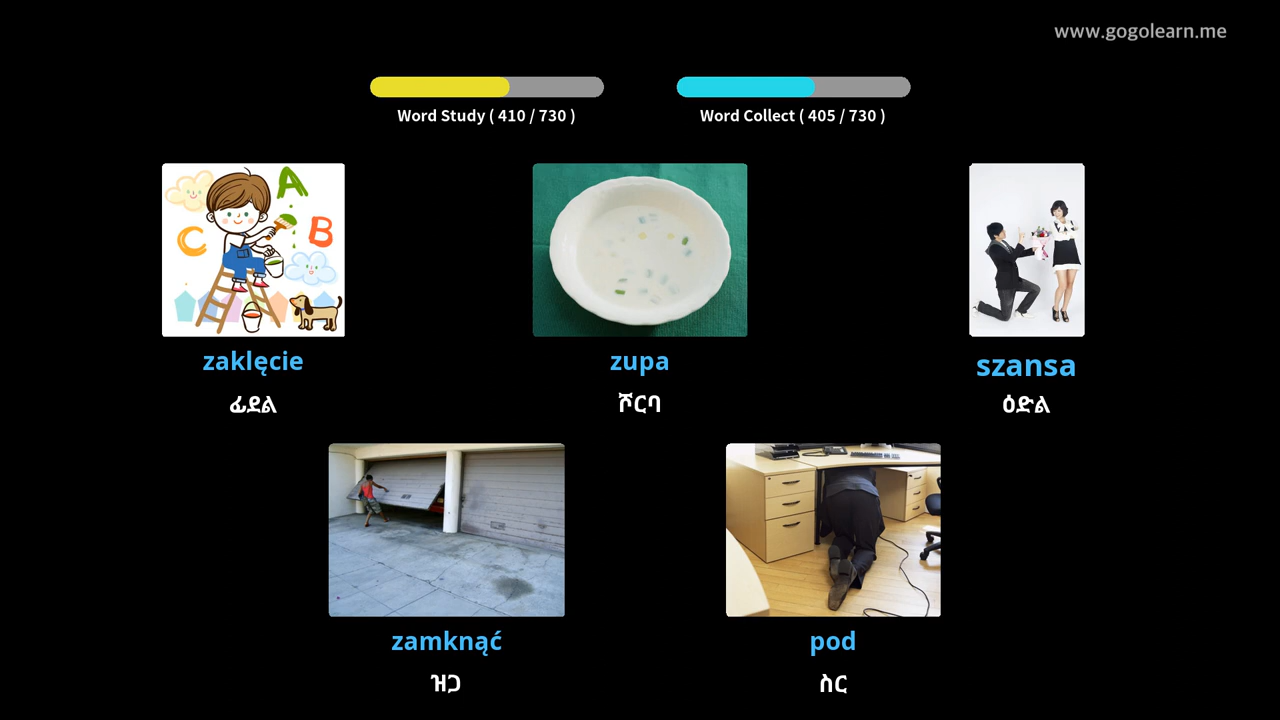 www.gogolearn.me
Word Study ( 410 / 730 )
Word Collect ( 405 / 730 )
A
B
C
zaklęcie
ፊደል
zupa
ሾርባ
szansa
ዕድል
zamknąć
ዝጋ
pod
ስር